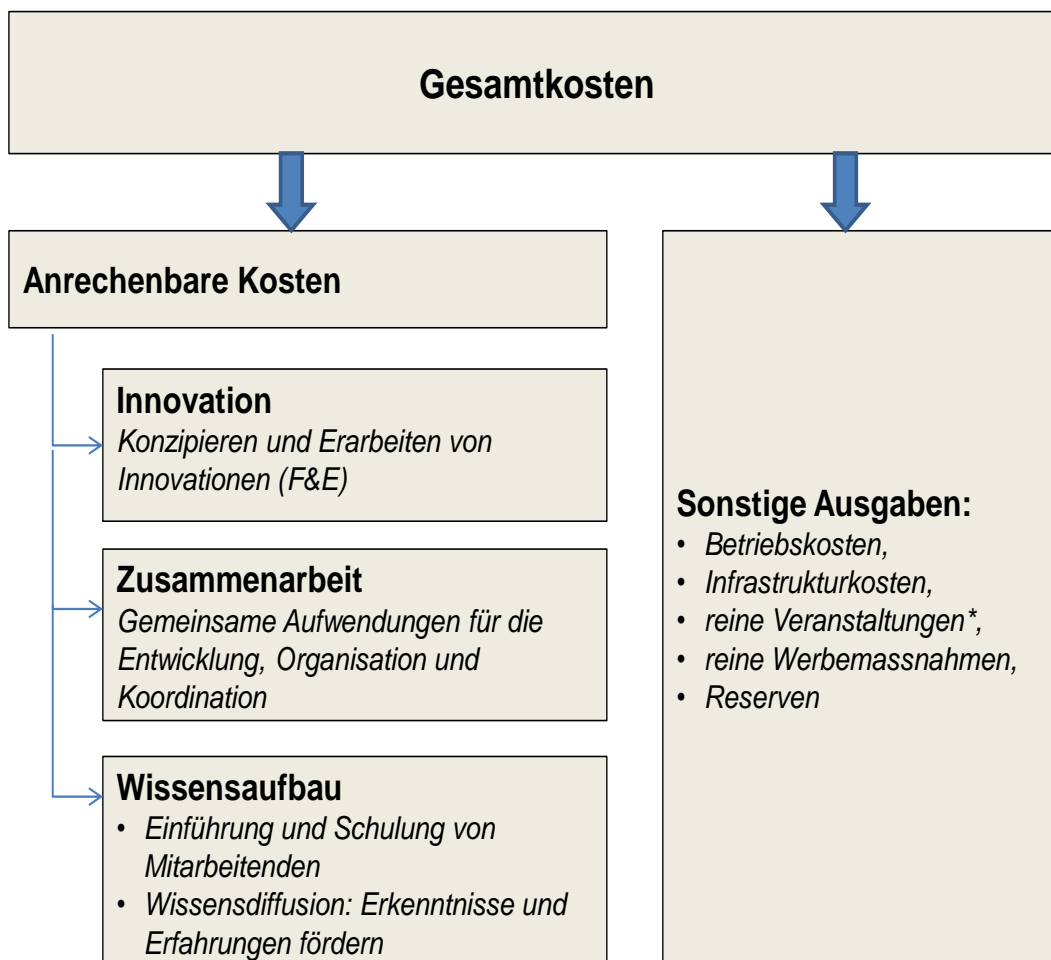 Gesamtkosten
Anrechenbare Kosten
Innovation
Konzipieren und Erarbeiten von
Innovationen (F&E)
Zusammenarbeit
Gemeinsame Aufwendungen für die
Entwicklung, Organisation und
Koordination
Wissensaufbau
• Einführung und Schulung von
Mitarbeitenden
• Wissensdiffusion: Erkenntnisse und
Erfahrungen fördern
Sonstige Ausgaben:
• Betriebskosten,
• Infrastrukturkosten,
• reine Veranstaltungen*,
• reine Werbemassnahmen,
• Reserven